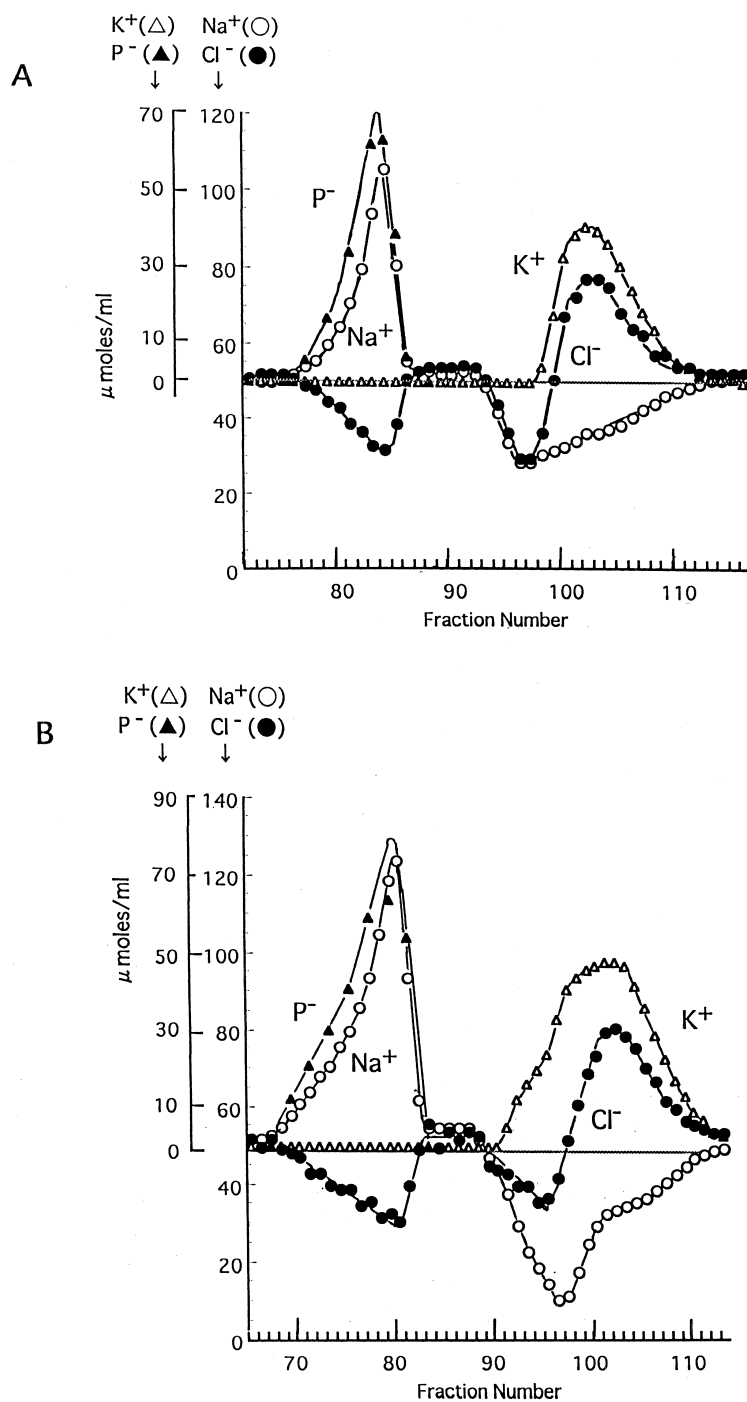 K+(△) Na+(○)
P-(▲) Cl-(●)
↓ ↓
A
70 120
50 100
30 80
10 60
0
40
20
0
μ moles/ml
P-
Na+
K+
Cl-
80 90 100 110
Fraction Number
K+(△) Na+(○)
P-(▲) Cl-(●)
↓ ↓
B
90 140
70 120
50 100
30 80
10 60
0
40
20
0
μ moles/ml
P-
Na+
K+
Cl-
70 80 90 100 110
Fraction Number